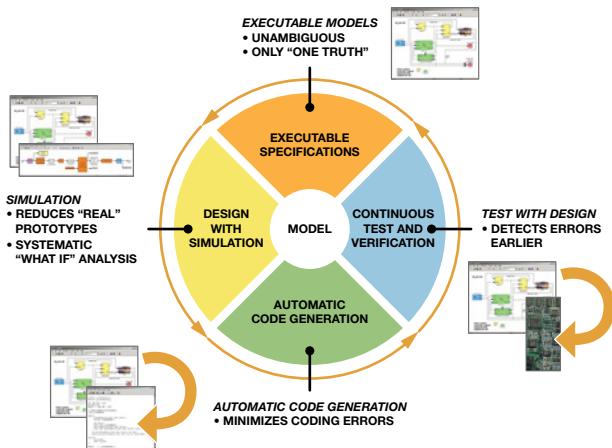 EXECUTABLE MODELS
• UNAMBIGUOUS
• ONLY “ONE TRUTH”
EXECUTABLE
SPECIFICATIONS
SIMULATION
• REDUCES “REAL”
PROTOTYPES
• SYSTEMATIC
“WHAT IF” ANALYSIS
DESIGN
WITH
SIMULATION
MODEL
CONTINUOUS
TEST AND
VERIFICATION
TEST WITH DESIGN
• DETECTS ERRORS
EARLIER
AUTOMATIC
CODE GENERATION
AUTOMATIC CODE GENERATION
• MINIMIZES CODING ERRORS